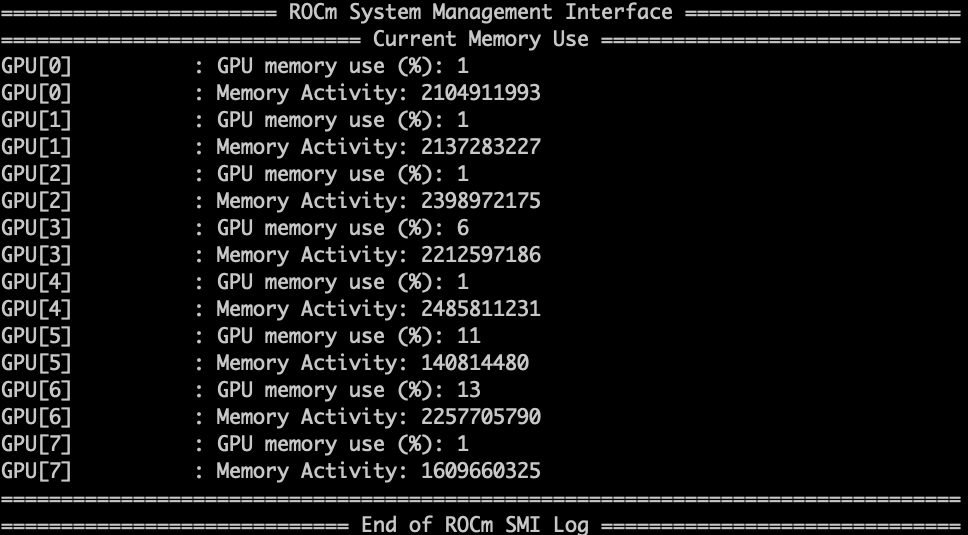 ======================= ROCm System Management Interface =======================
============================== Current Memory Use ==============================
GPU[0]          : GPU memory use (%): 1
GPU[0]          : Memory Activity: 2104911993
GPU[1]          : GPU memory use (%): 1
GPU[1]          : Memory Activity: 2137283227
GPU[2]          : GPU memory use (%): 1
GPU[2]          : Memory Activity: 2398972175
GPU[3]          : GPU memory use (%): 6
GPU[3]          : Memory Activity: 2212597186
GPU[4]          : GPU memory use (%): 1
GPU[4]          : Memory Activity: 2485811231
GPU[5]          : GPU memory use (%): 11
GPU[5]          : Memory Activity: 140814480
GPU[6]          : GPU memory use (%): 13
GPU[6]          : Memory Activity: 2257705790
GPU[7]          : GPU memory use (%): 1
GPU[7]          : Memory Activity: 1609660325
================================================================================
============================= End of ROCm SMI Log ==============================